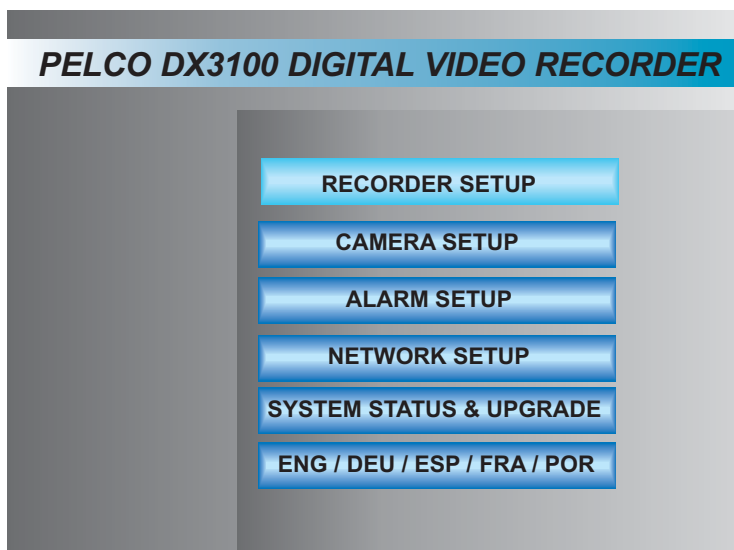 PELCO DX3100 DIGITAL VIDEO RECORDER
RECORDER SETUP
CAMERA SETUP
ALARM SETUP
NETWORK SETUP
SYSTEM STATUS & UPGRADE
ENG / DEU / ESP / FRA / POR